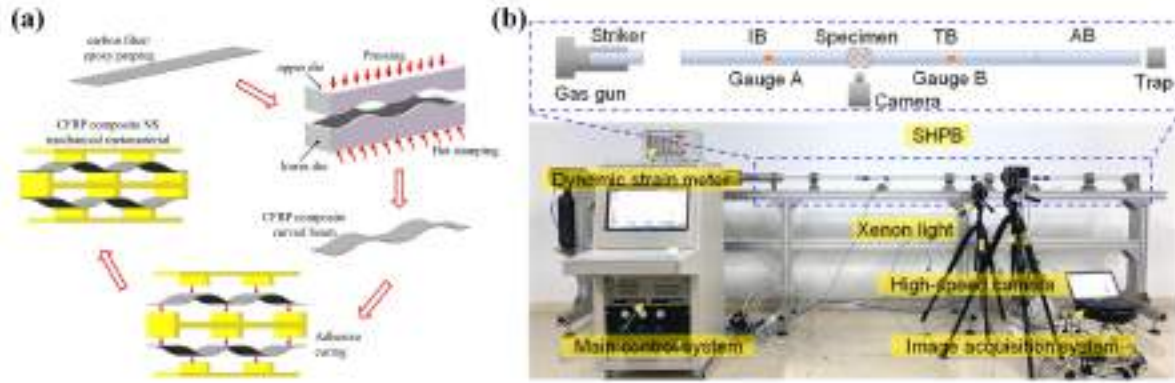 (a)
carbon fiber
epoxy prepreg
upper die
Pressing
lower die
Hot stamping
CFRP composite
curved beam
Adhesive
curing
CFRP composite NS
mechanical metamaterial
(b)
Striker
IB
Specimen
TB
AB
Gas gun
Gauge A
Gauge B
Camera
Trap
SHPB
Dynamic strain meter
Xenon light
High-speed camera
Main control system
Image acquisition system